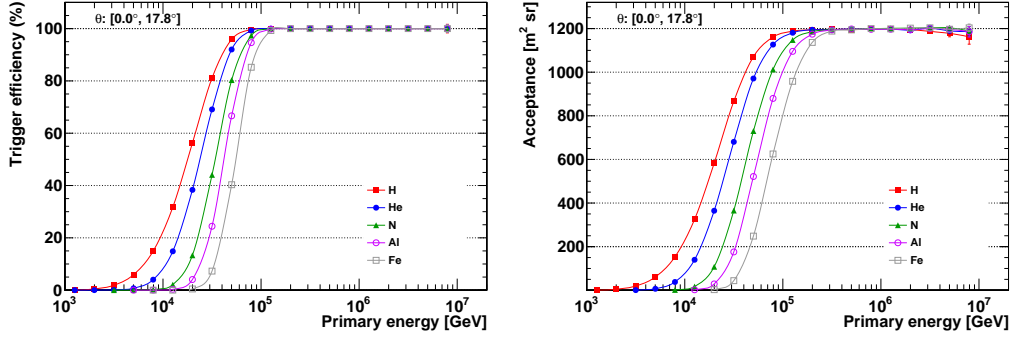 θ: [0.0°, 17.8°]
Trigger efficiency (%)
100
80
60
40
20
0
H
He
N
Al
Fe
10³
10⁴
10⁵
10⁶
10⁷
Primary energy [GeV]
θ: [0.0°, 17.8°]
Acceptance [m² sr]
1200
1000
800
600
400
200
H
He
N
Al
Fe
10³
10⁴
10⁵
10⁶
10⁷
Primary energy [GeV]